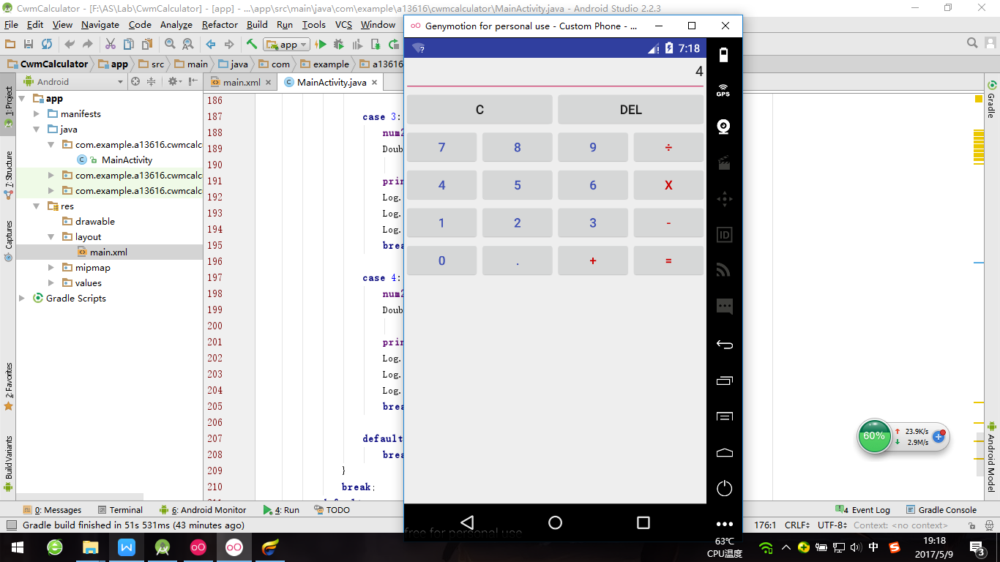 CwmCalculator - [F:\AS\Lab\CwmCalculator] - [app] - ...\app\src\main\java\com\example\a13616\cwmcalculator\MainActivity.java - Android Studio 2.2.3
File Edit View Navigate Code Analyze Refactor Build Run Tools VCS Window
app
CwmCalculator app src main java com example a13616
Android
main.xml MainActivity.java
1: Project
7: Structure
Captures
2: Favorites
Build Variants
app
manifests
java
com.example.a13616.cwmcalc
MainActivity
com.example.a13616.cwmcalc
com.example.a13616.cwmcalc
res
drawable
layout
main.xml
mipmap
values
Gradle Scripts
186
187 case 3:
188 num2
189 Doub
190
191 prin
192 Log.
193 Log.
194 Log.
195 brea
196
197 case 4:
198 num2
199 Doub
200
201 prin
202 Log.
203 Log.
204 Log.
205 brea
206
207 default
208 brea
209 }
210 break;
Genymotion for personal use - Custom Phone - ...
7:18
4
C DEL
7 8 9 ÷
4 5 6 X
1 2 3 -
0 . + =
free for personal use
GPS
ID
Gradle
Android Model
60% 23.9K/s
2.9M/s
0: Messages Terminal 6: Android Monitor 4: Run TODO 4 Event Log Gradle Console
Gradle build finished in 51s 531ms (43 minutes ago) 176:1 CRLF UTF-8 Context: <no context>
63℃
CPU温度
中
19:18
2017/5/9
3